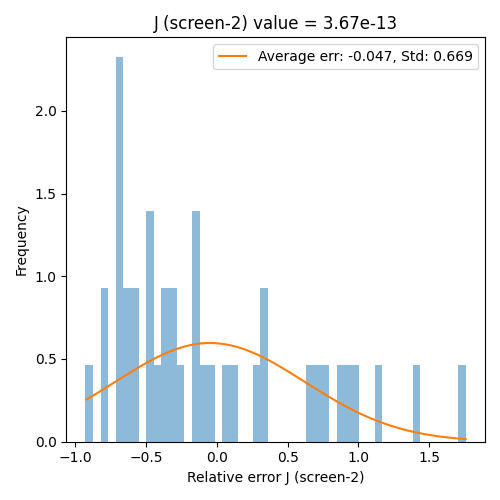 J (screen-2) value = 3.67e-13
Average err: -0.047, Std: 0.669
Frequency
2.0
1.5
1.0
0.5
0.0
−1.0 −0.5 0.0 0.5 1.0 1.5
Relative error J (screen-2)